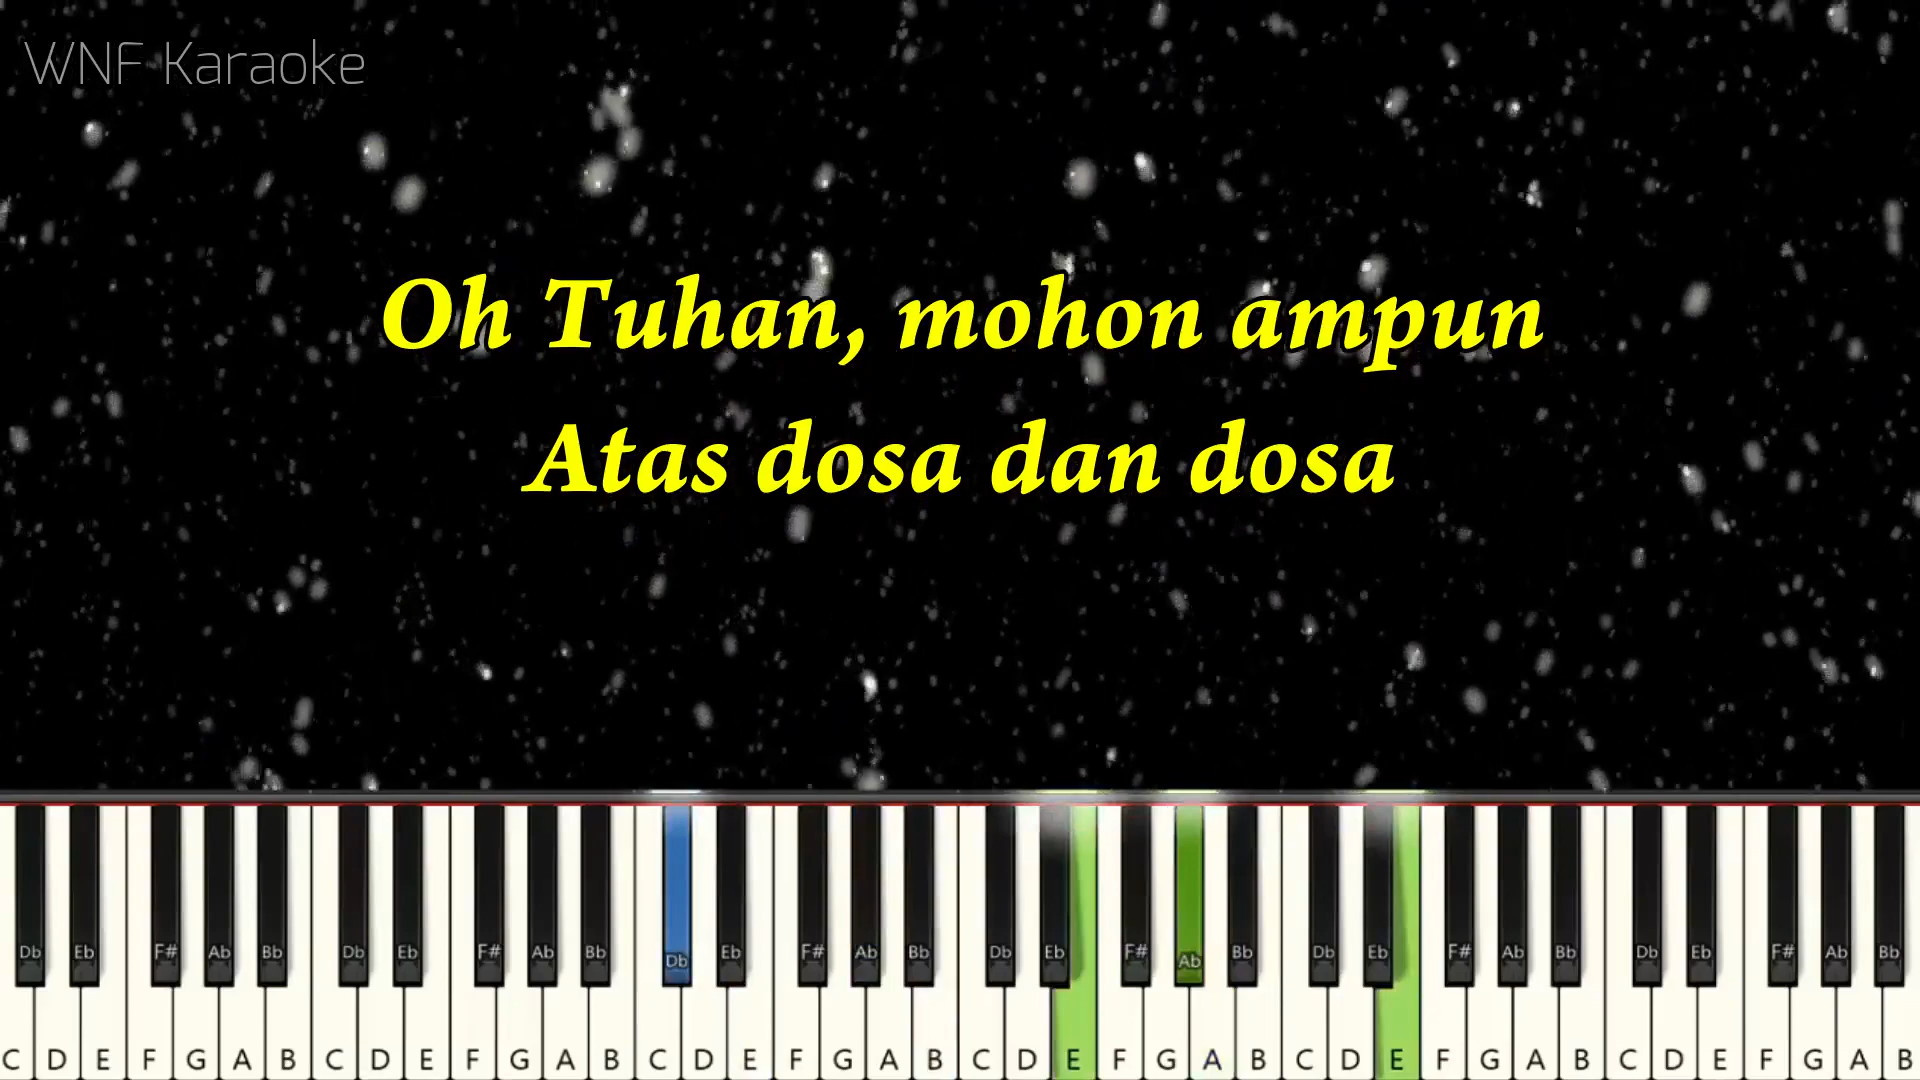 WNF Karaoke
Oh Tuhan, mohon ampun
Atas dosa dan dosa
Db Eb F# Ab Bb Db Eb F# Ab Bb Db Eb F# Ab Bb Db Eb F# Ab Bb Db Eb F# Ab Bb Db Eb F# Ab Bb
C D E F G A B C D E F G A B C D E F G A B C D E F G A B C D E F G A B C D E F G A B